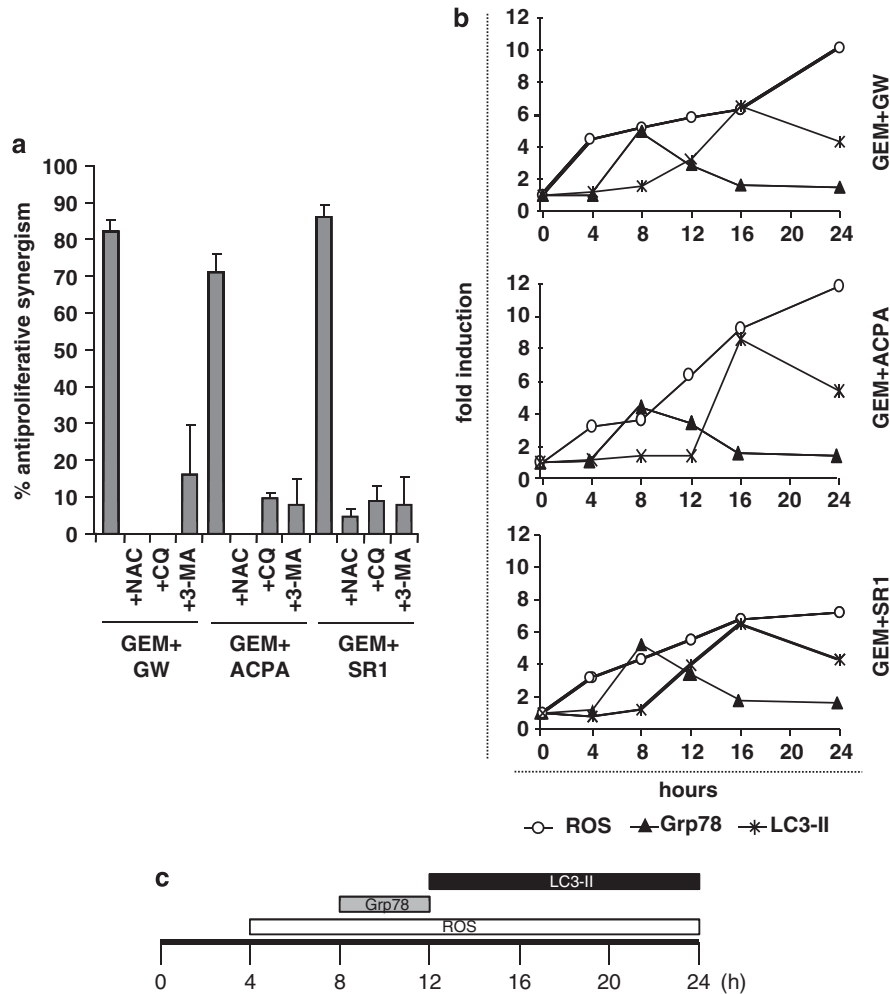 a
% antiproliferative synergism
100
90
80
70
60
50
40
30
20
10
0
+NAC
+CQ
+3-MA
+NAC
+CQ
+3-MA
+NAC
+CQ
+3-MA
GEM+
GW
GEM+
ACPA
GEM+
SR1
b
fold induction
12
10
8
6
4
2
0
0 4 8 12 16 20 24
GEM+GW
12
10
8
6
4
2
0
0 4 8 12 16 20 24
GEM+ACPA
12
10
8
6
4
2
0
0 4 8 12 16 20 24
GEM+SR1
hours
ROS Grp78 LC3-II
c
LC3-II
Grp78
ROS
0 4 8 12 16 20 24 (h)